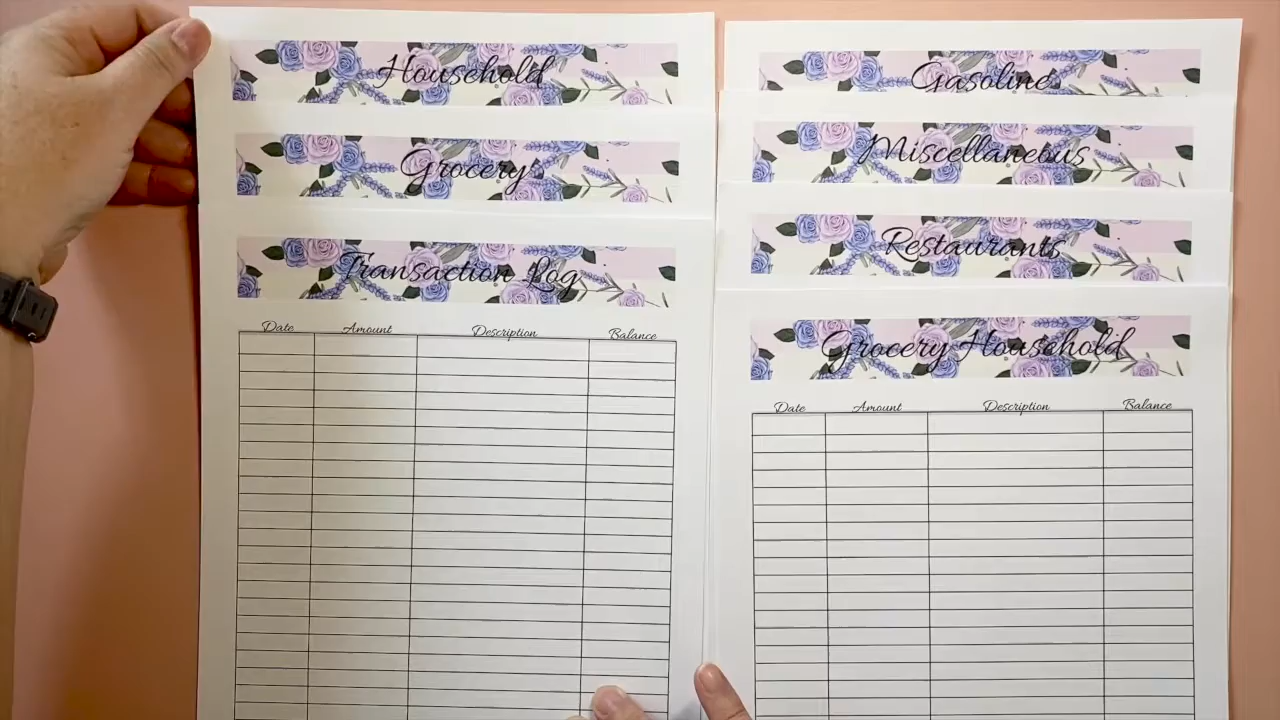 Household
Grocery
Transaction Log
Date Amount Description Balance
Gasoline
Miscellaneous
Restaurants
Grocery Household
Date Amount Description Balance